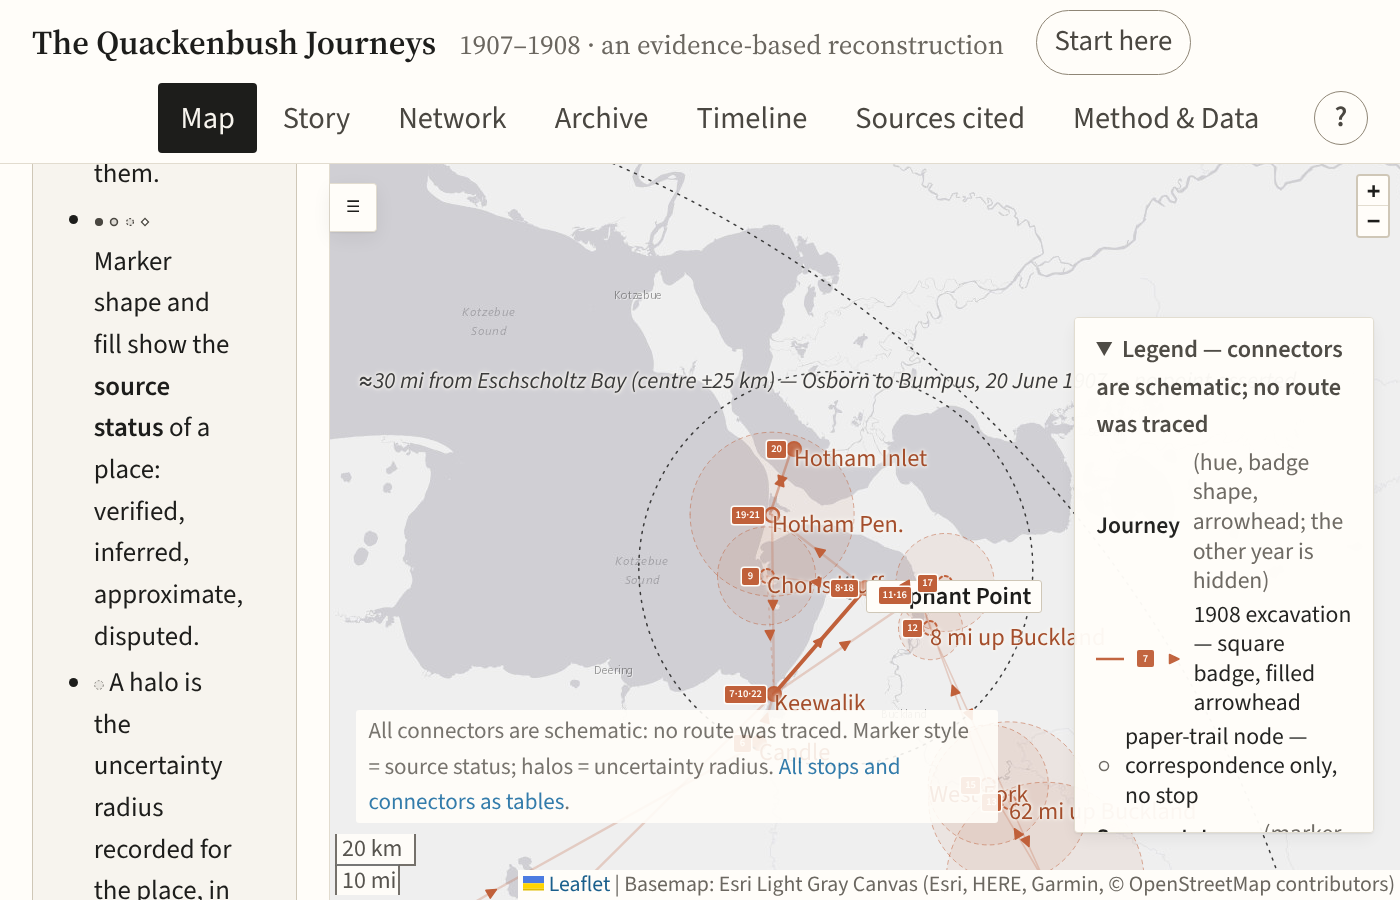 The Quackenbush Journeys
1907–1908 · an evidence-based reconstruction
Start here
Map
Story
Network
Archive
Timeline
Sources cited
Method & Data
?
them.
Marker
shape and
fill show the
source
status of a
place:
verified,
inferred,
approximate,
disputed.
A halo is
the
uncertainty
radius
recorded for
the place, in
☰
+
−
Kotzebue
Kotzebue
Sound
≈30 mi from Eschscholtz Bay (centre ±25 km) — Osborn to Bumpus, 20 June 1907
20
Hotham Inlet
19·21
Hotham Pen.
Kotzebue
Sound
9
8·18
11·16
17
Point
12
8 mi up Buckland
Deering
7·10·22
Keewalik
Candle
West Fork
62 mi up Buckland
All connectors are schematic: no route was traced. Marker style
= source status; halos = uncertainty radius. All stops and
connectors as tables.
▼ Legend — connectors
are schematic; no route
was traced
Journey
(hue, badge
shape,
arrowhead; the
other year is
hidden)
7
1908 excavation
— square
badge, filled
arrowhead
paper-trail node —
correspondence only,
no stop
(marker
20 km
10 mi
Leaflet | Basemap: Esri Light Gray Canvas (Esri, HERE, Garmin, © OpenStreetMap contributors)